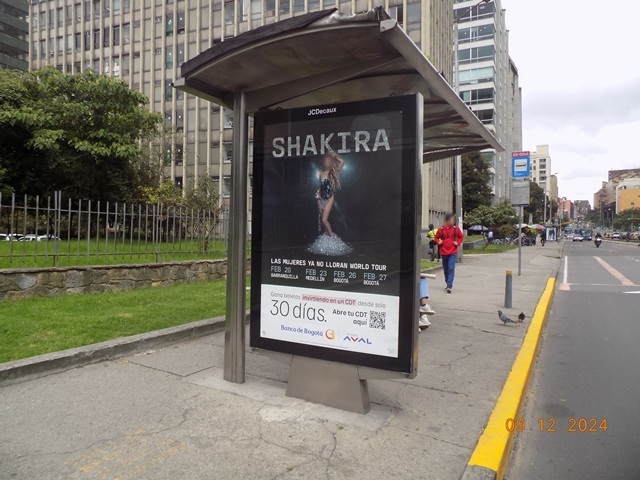 JCDecaux
SHAKIRA
LAS MUJERES YA NO LLORAN WORLD TOUR
FEB 20 FEB 23 FEB 26 FEB 27
BARRANQUILLA MEDELLÍN BOGOTÁ BOGOTÁ
Gana boletas invirtiendo en un CDT desde solo
30 días.
Abre tu CDT
aquí
Banco de Bogotá
AVAL
09.12.2024